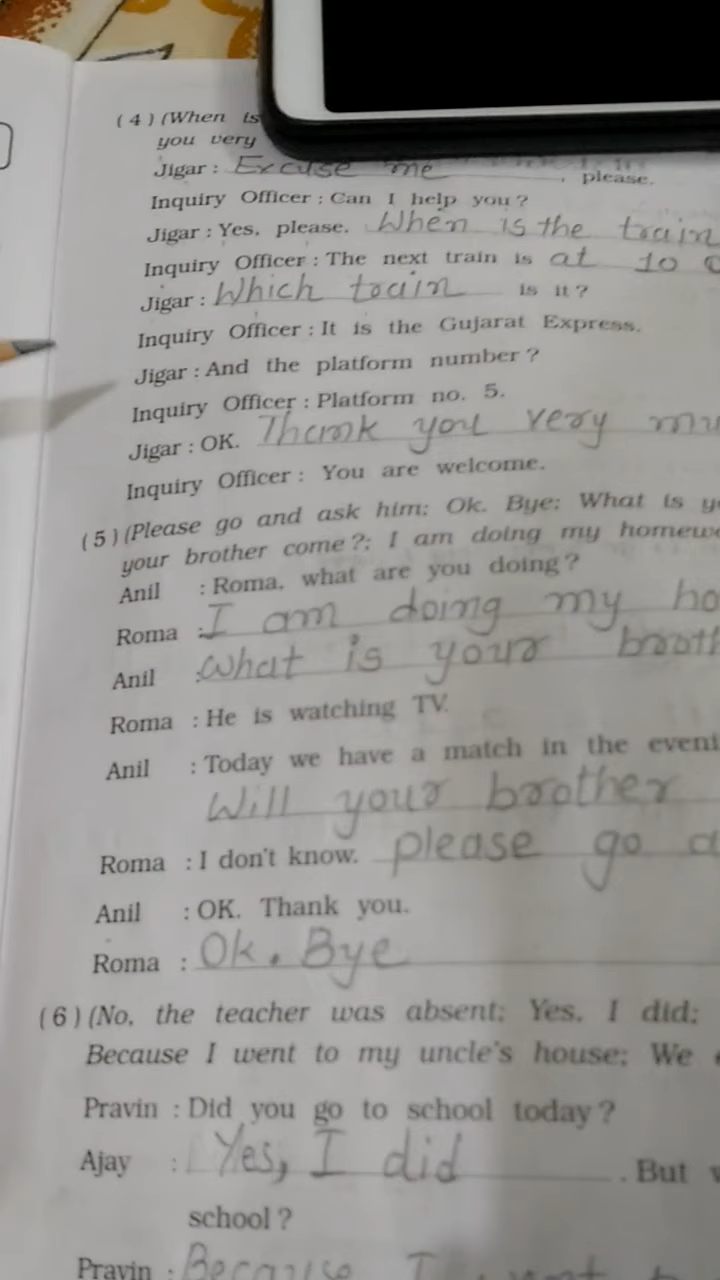 (4) (When is
you very
Jigar : Excuse me , please.
Inquiry Officer : Can I help you?
Jigar : Yes, please. When is the train
Inquiry Officer : The next train is at 10
Jigar : Which train is it?
Inquiry Officer : It is the Gujarat Express.
Jigar : And the platform number?
Inquiry Officer : Platform no. 5.
Jigar : OK. Thank you very mu
Inquiry Officer : You are welcome.
(5) (Please go and ask him; Ok. Bye; What is y
your brother come?; I am doing my homew
Anil : Roma, what are you doing?
Roma : I am doing my ho
Anil : What is your broth
Roma : He is watching TV.
Anil : Today we have a match in the eveni
Will your brother
Roma : I don't know. please go a
Anil : OK. Thank you.
Roma : Ok. Bye
(6) (No, the teacher was absent; Yes, I did;
Because I went to my uncle's house; We
Pravin : Did you go to school today?
Ajay : Yes, I did . But w
school?
Pravin : Because I